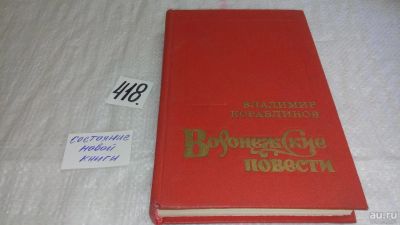 418.
состояние
новой
книги
ВЛАДИМИР
КОРАБЛИНОВ
Воронежские
повести
au.ru